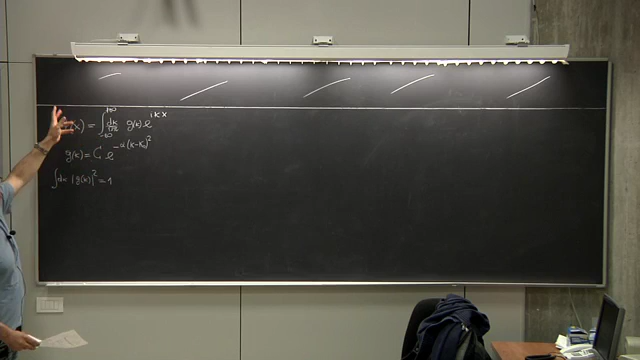 (x) = ∫_{-∞}^{+∞} dk/√2π g(k) e^{ikx}
g(k) = C e^{-α(k-k₀)²}
∫dk |g(k)|² = 1